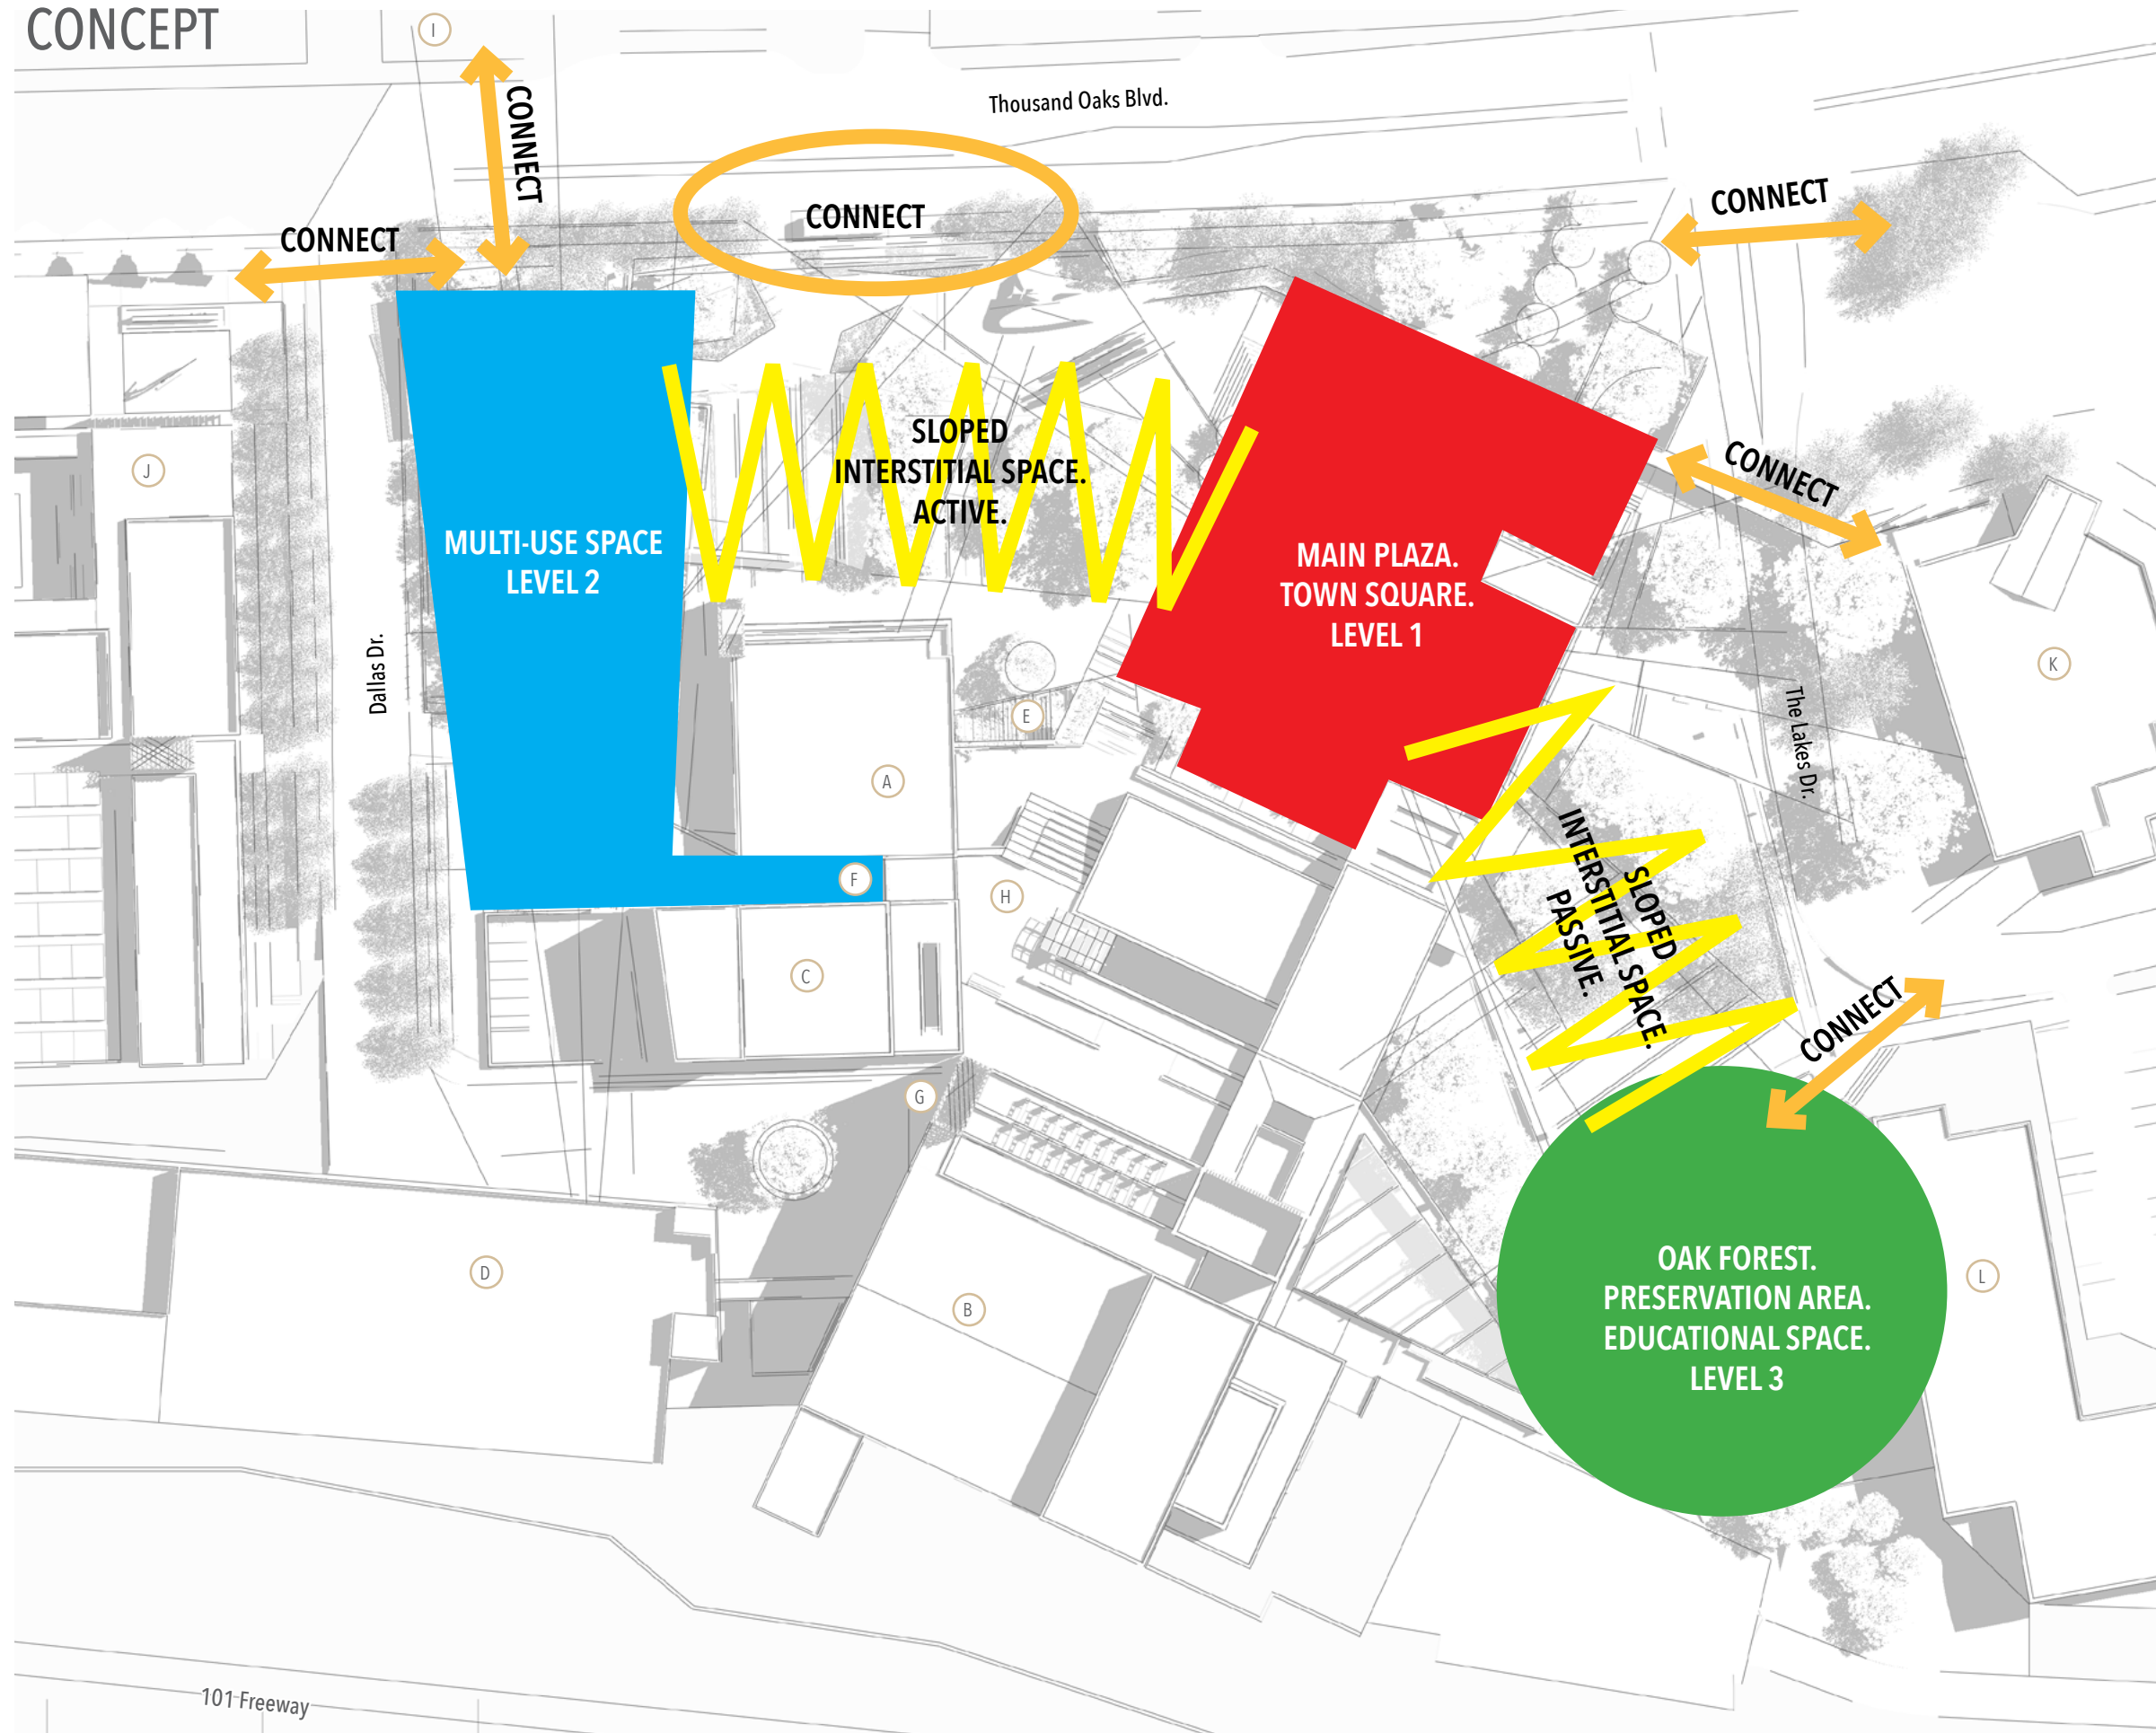 CONCEPT
I
CONNECT
Thousand Oaks Blvd.
CONNECT
CONNECT
CONNECT
CONNECT
SLOPED
INTERSTITIAL SPACE.
ACTIVE.
J
MULTI-USE SPACE
LEVEL 2
MAIN PLAZA.
TOWN SQUARE.
LEVEL 1
K
Dallas Dr.
E
The Lakes Dr.
A
F
H
SLOPED
INTERSTITIAL SPACE.
PASSIVE.
C
CONNECT
G
D
B
OAK FOREST.
PRESERVATION AREA.
EDUCATIONAL SPACE.
LEVEL 3
L
101 Freeway